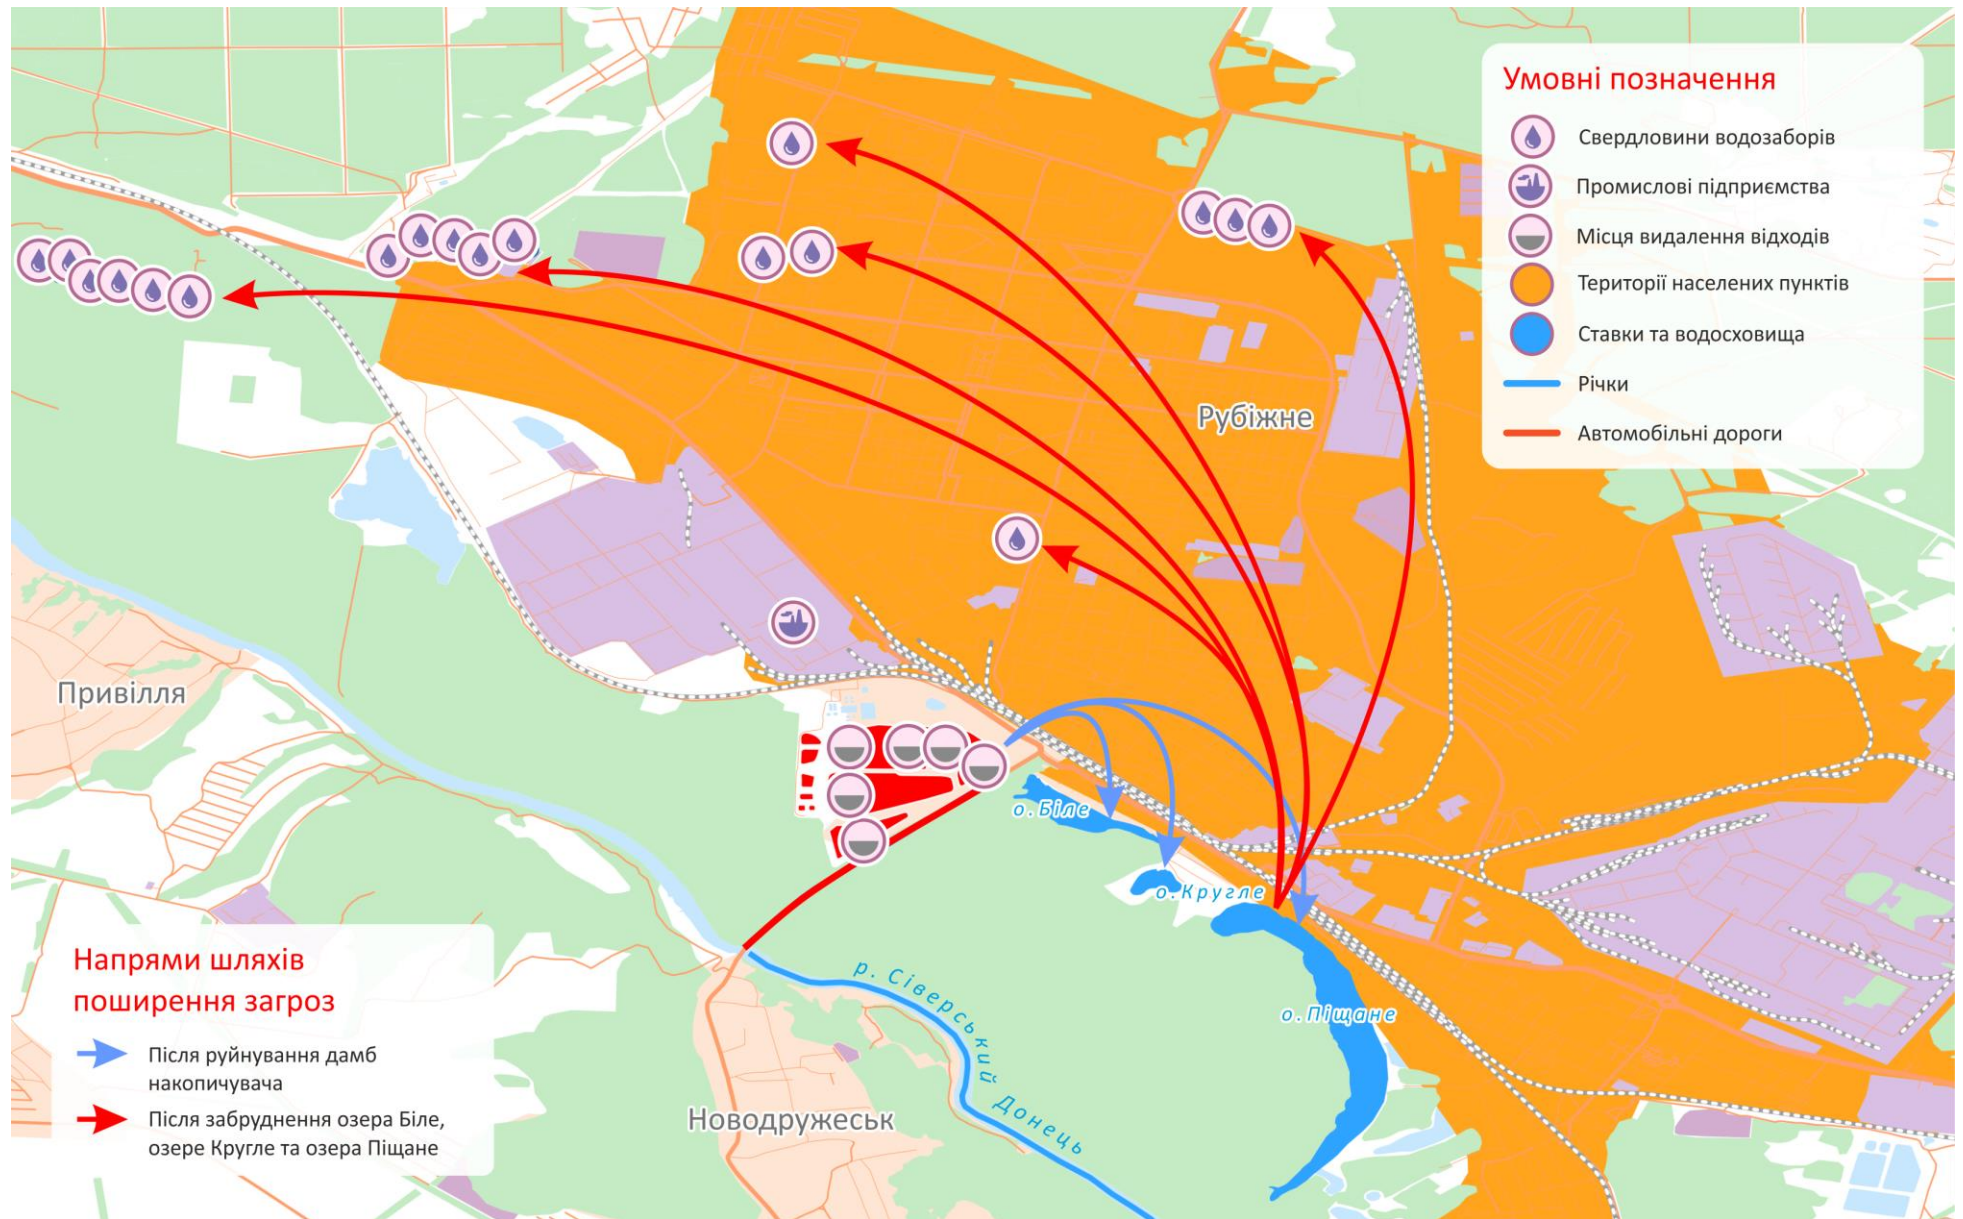 Умовні позначення
Свердловини водозаборів
Промислові підприємства
Місця видалення відходів
Території населених пунктів
Ставки та водосховища
Річки
Автомобільні дороги
Рубіжне
Привілля
о.Біле
о.Кругле
о.Піщане
р. Сіверський Донець
Новодружеськ
Напрями шляхів
поширення загроз
Після руйнування дамб
накопичувача
Після забруднення озера Біле,
озере Кругле та озера Піщане